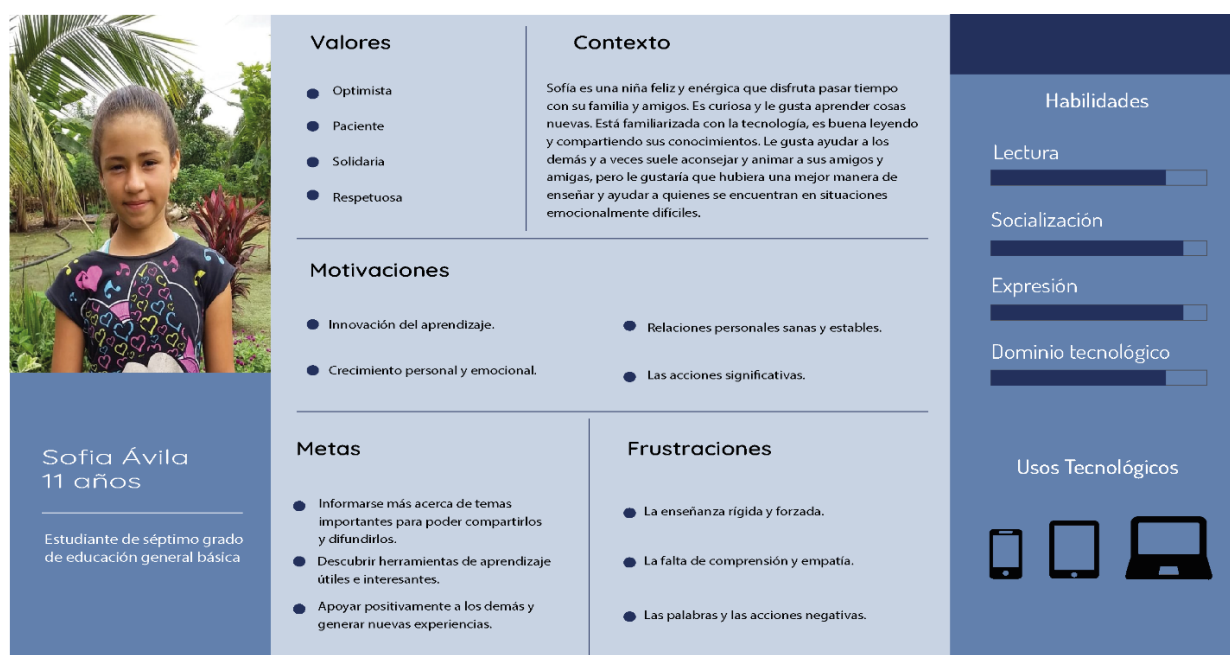 Sofia Ávila
11 años
Estudiante de séptimo grado
de educación general básica
Valores
Optimista
Paciente
Solidaria
Respetuosa
Contexto
Sofía es una niña feliz y enérgica que disfruta pasar tiempo
con su familia y amigos. Es curiosa y le gusta aprender cosas
nuevas. Está familiarizada con la tecnología, es buena leyendo
y compartiendo sus conocimientos. Le gusta ayudar a los
demás y a veces suele aconsejar y animar a sus amigos y
amigas, pero le gustaría que hubiera una mejor manera de
enseñar y ayudar a quienes se encuentran en situaciones
emocionalmente difíciles.
Motivaciones
Innovación del aprendizaje.
Crecimiento personal y emocional.
Relaciones personales sanas y estables.
Las acciones significativas.
Metas
Informarse más acerca de temas
importantes para poder compartirlos
y difundirlos.
Descubrir herramientas de aprendizaje
útiles e interesantes.
Apoyar positivamente a los demás y
generar nuevas experiencias.
Frustraciones
La enseñanza rígida y forzada.
La falta de comprensión y empatía.
Las palabras y las acciones negativas.
Habilidades
Lectura
Socialización
Expresión
Dominio tecnológico
Usos Tecnológicos